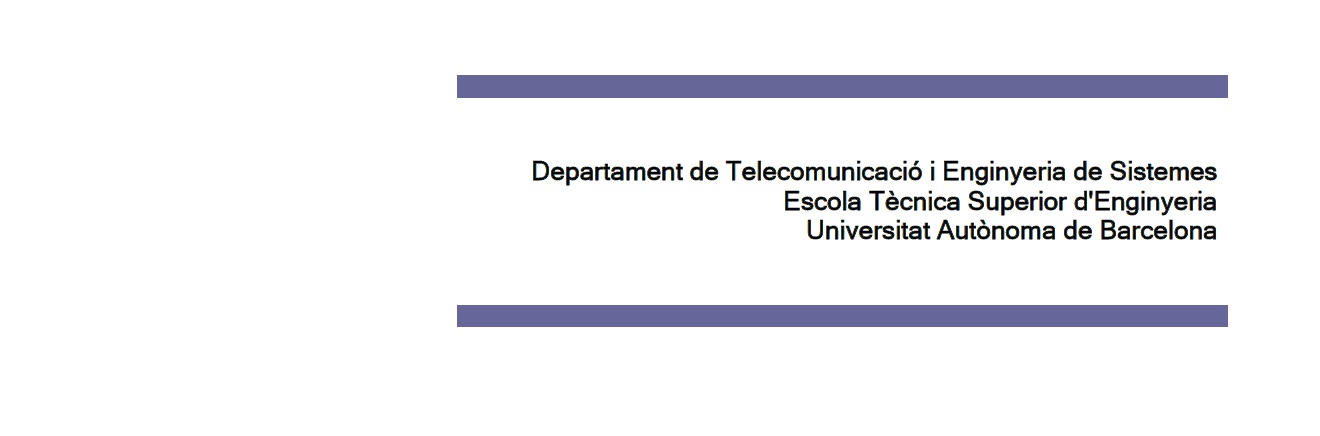 Departament de Telecomunicació i Enginyeria de Sistemes
Escola Tècnica Superior d'Enginyeria
Universitat Autònoma de Barcelona